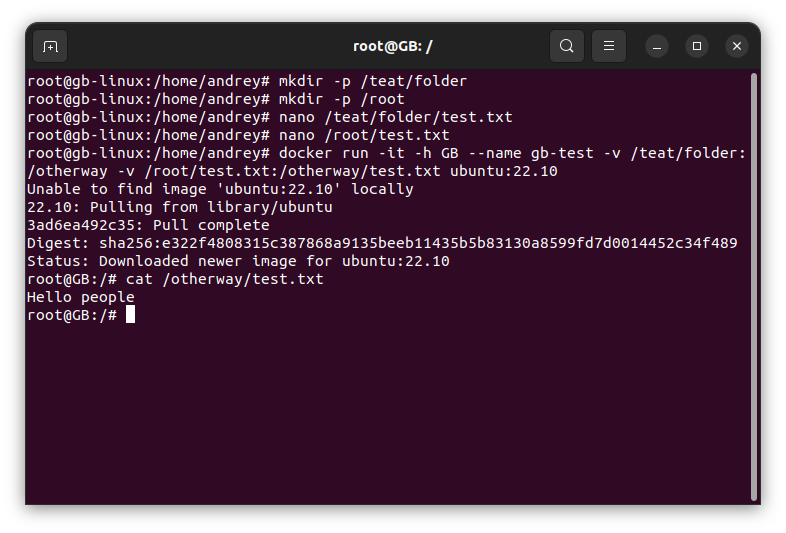 root@GB: /
root@gb-linux:/home/andrey# mkdir -p /teat/folder
root@gb-linux:/home/andrey# mkdir -p /root
root@gb-linux:/home/andrey# nano /teat/folder/test.txt
root@gb-linux:/home/andrey# nano /root/test.txt
root@gb-linux:/home/andrey# docker run -it -h GB --name gb-test -v /teat/folder:
/otherway -v /root/test.txt:/otherway/test.txt ubuntu:22.10
Unable to find image 'ubuntu:22.10' locally
22.10: Pulling from library/ubuntu
3ad6ea492c35: Pull complete
Digest: sha256:e322f4808315c387868a9135beeb11435b5b83130a8599fd7d0014452c34f489
Status: Downloaded newer image for ubuntu:22.10
root@GB:/# cat /otherway/test.txt
Hello people
root@GB:/#